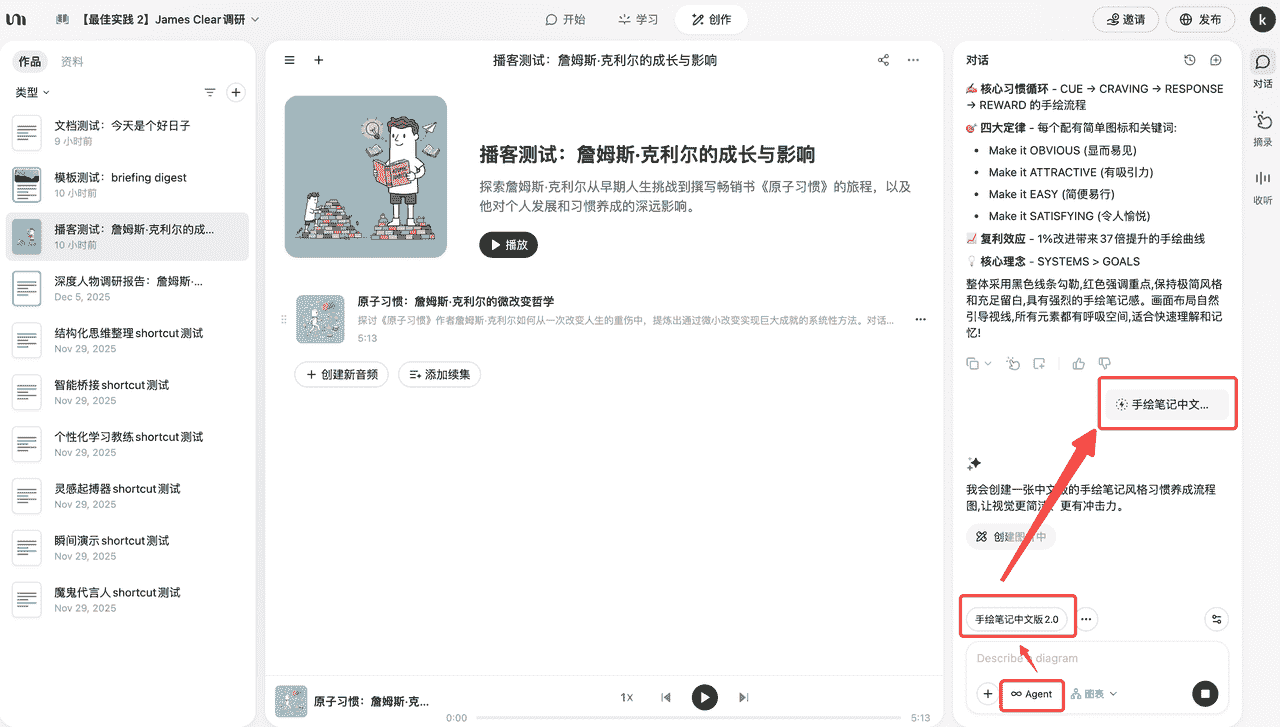 【最佳实践 2】James Clear调研
开始
学习
创作
邀请
发布
k
作品
资料
类型
文档测试：今天是个好日子
9 小时前
模板测试：briefing digest
10 小时前
播客测试：詹姆斯·克利尔的成...
10 小时前
深度人物调研报告：詹姆斯·...
Dec 5, 2025
结构化思维整理shortcut测试
Nov 29, 2025
智能桥接shortcut测试
Nov 29, 2025
个性化学习教练shortcut测试
Nov 29, 2025
灵感起搏器shortcut测试
Nov 29, 2025
瞬间演示shortcut测试
Nov 29, 2025
魔鬼代言人shortcut测试
Nov 29, 2025
播客测试：詹姆斯·克利尔的成长与影响
播客测试：詹姆斯·克利尔的成长与影响
探索詹姆斯·克利尔从早期人生挑战到撰写畅销书《原子习惯》的旅程，以及
他对个人发展和习惯养成的深远影响。
播放
原子习惯：詹姆斯·克利尔的微改变哲学
探讨《原子习惯》作者詹姆斯·克利尔如何从一次改变人生的重伤中，提炼出通过微小改变实现巨大成就的系统性方法。对话...
5:13
创建新音频
添加续集
原子习惯：詹姆斯·克...
1X
0:00
5:13
对话
核心习惯循环 - CUE → CRAVING → RESPONSE
→ REWARD 的手绘流程
四大定律 - 每个配有简单图标和关键词:
• Make it OBVIOUS (显而易见)
• Make it ATTRACTIVE (有吸引力)
• Make it EASY (简便易行)
• Make it SATISFYING (令人愉悦)
复利效应 - 1%改进带来37倍提升的手绘曲线
核心理念 - SYSTEMS > GOALS
整体采用黑色线条勾勒,红色强调重点,保持极简风格
和充足留白,具有强烈的手绘笔记感。画面布局自然
引导视线,所有元素都有呼吸空间,适合快速理解和记
忆!
手绘笔记中文...
我会创建一张中文版的手绘笔记风格习惯养成流程
图,让视觉更简洁、更有冲击力。
创建图 中
手绘笔记中文版2.0
Describe a diagram
Agent
图表
对话
摘录
收听